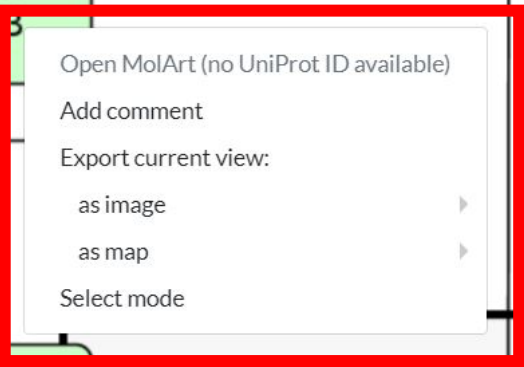 Open MolArt (no UniProt ID available)
Add comment
Export current view:
as image
as map
Select mode